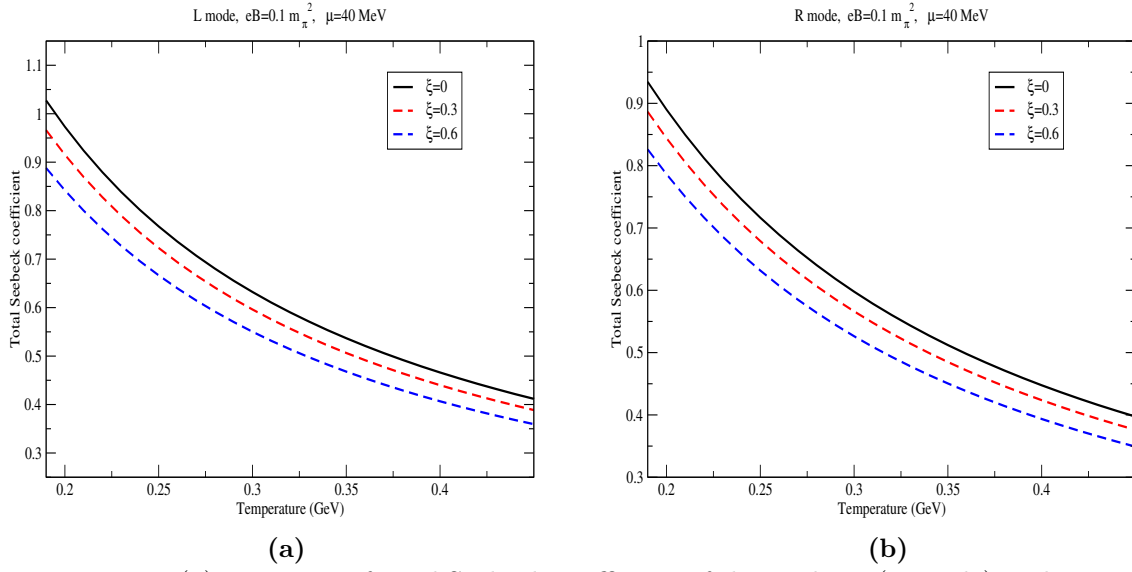 L mode, eB=0.1 m_π^2, μ=40 MeV
Total Seebeck coefficient
1.1
1
0.9
0.8
0.7
0.6
0.5
0.4
0.3
ξ=0
ξ=0.3
ξ=0.6
0.2 0.25 0.3 0.35 0.4
Temperature (GeV)
(a)
R mode, eB=0.1 m_π^2, μ=40 MeV
Total Seebeck coefficient
1
0.9
0.8
0.7
0.6
0.5
0.4
0.3
ξ=0
ξ=0.3
ξ=0.6
0.2 0.25 0.3 0.35 0.4
Temperature (GeV)
(b)